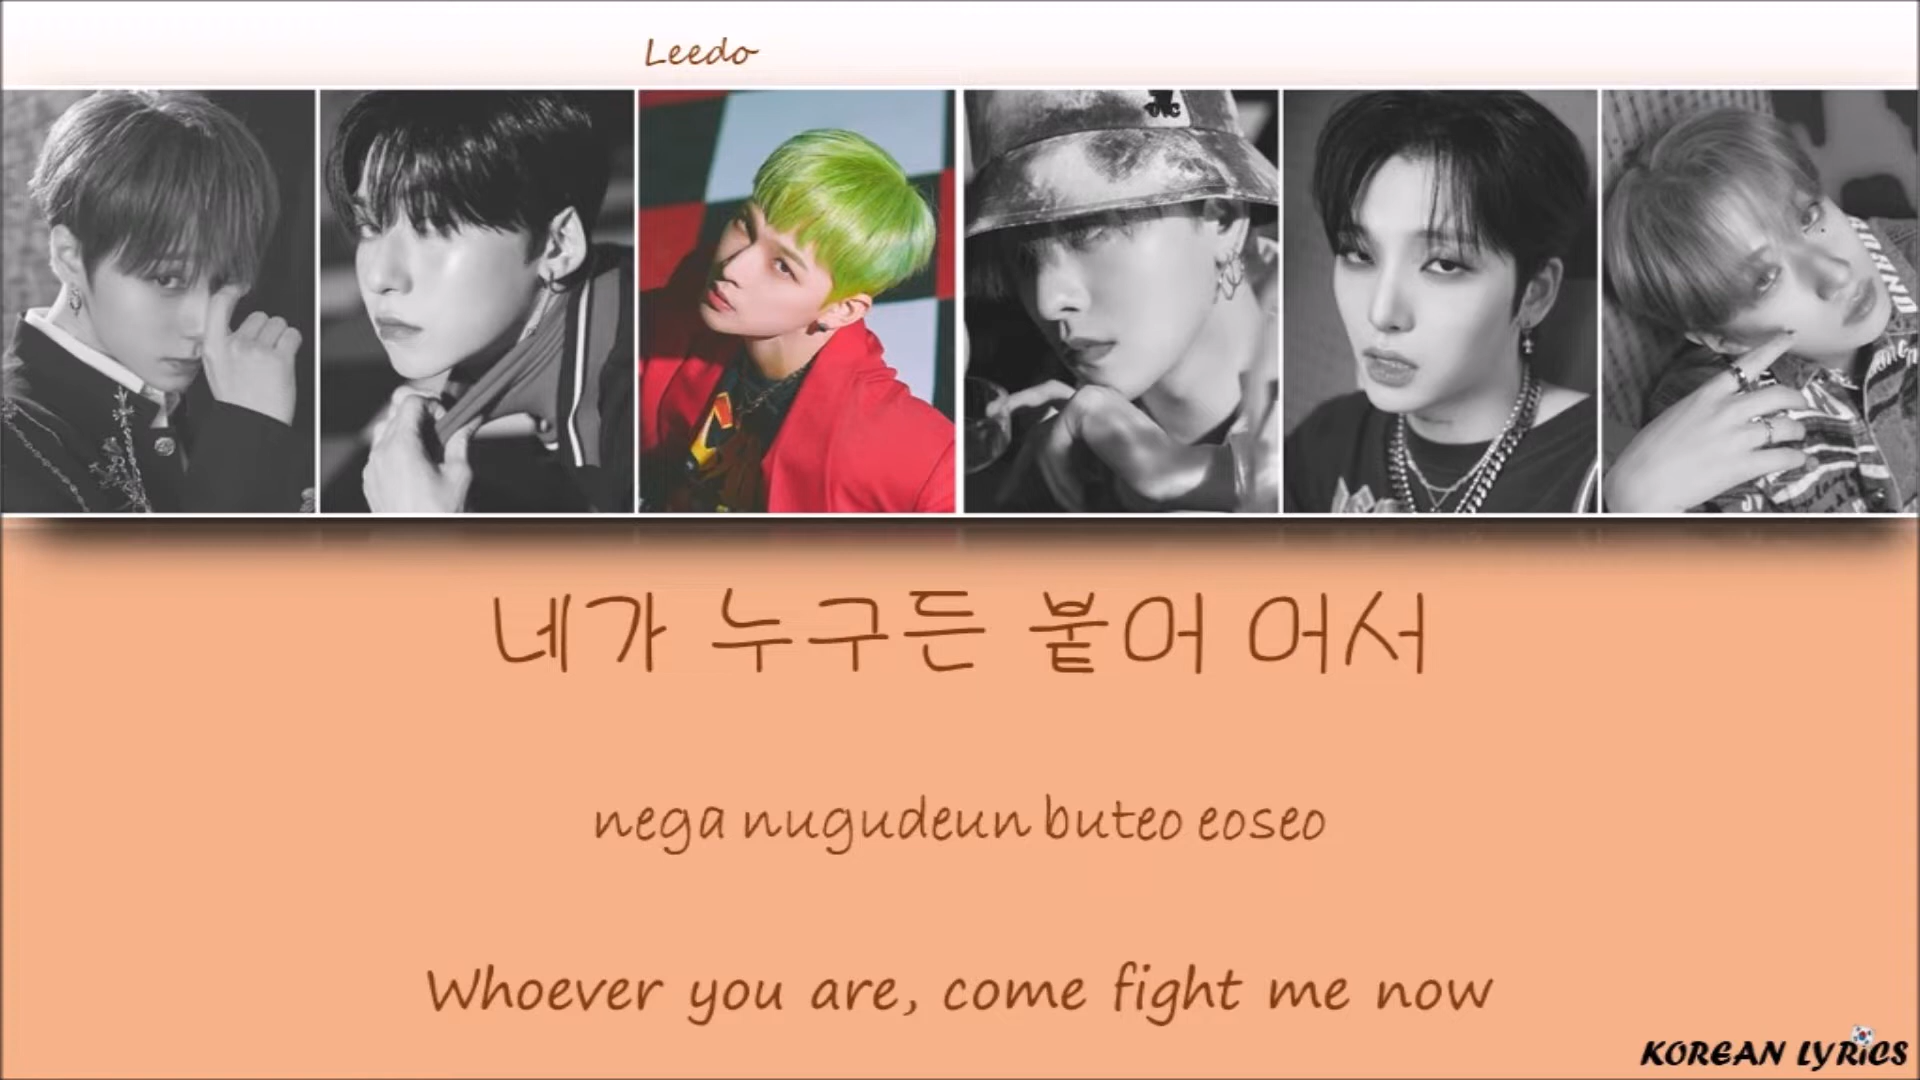 Leedo
네가 누구든 붙어 어서
nega nugudeun buteo eoseo
Whoever you are, come fight me now
KOREAN LYRiCS